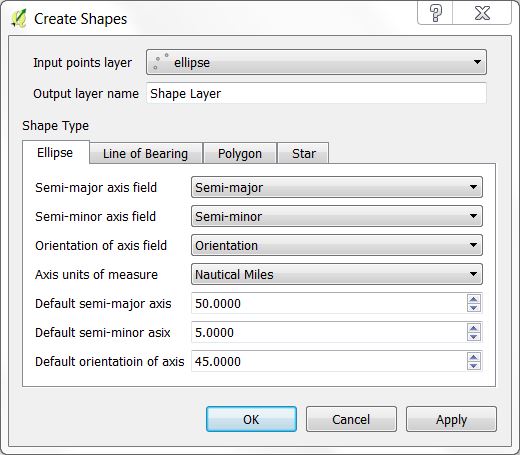 Create Shapes ?
Input points layer ellipse
Output layer name Shape Layer
Shape Type
Ellipse Line of Bearing Polygon Star
Semi-major axis field Semi-major
Semi-minor axis field Semi-minor
Orientation of axis field Orientation
Axis units of measure Nautical Miles
Default semi-major axis 50.0000
Default semi-minor asix 5.0000
Default orientatioin of axis 45.0000
OK Cancel Apply